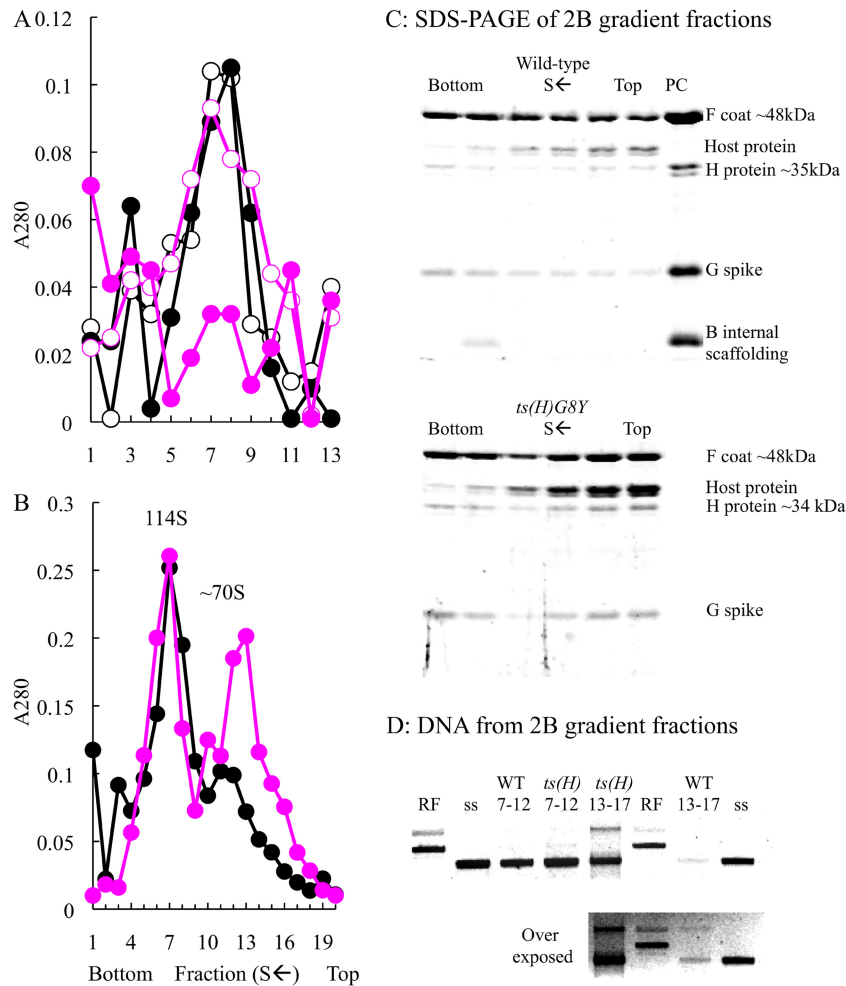 A
0.12
0.1
0.08
0.06
0.04
0.02
0
A280
1 3 5 7 9 11 13
B
0.3
0.25
0.2
0.15
0.1
0.05
0
A280
114S
~70S
1 4 7 10 13 16 19
Bottom Fraction (S←) Top
C: SDS-PAGE of 2B gradient fractions
Wild-type
Bottom S← Top PC
F coat ~48kDa
Host protein
H protein ~35kDa
G spike
B internal
scaffolding
ts(H)G8Y
Bottom S← Top
F coat ~48kDa
Host protein
H protein ~34 kDa
G spike
D: DNA from 2B gradient fractions
WT ts(H) ts(H) WT
RF ss 7-12 7-12 13-17 RF 13-17 ss
Over
exposed